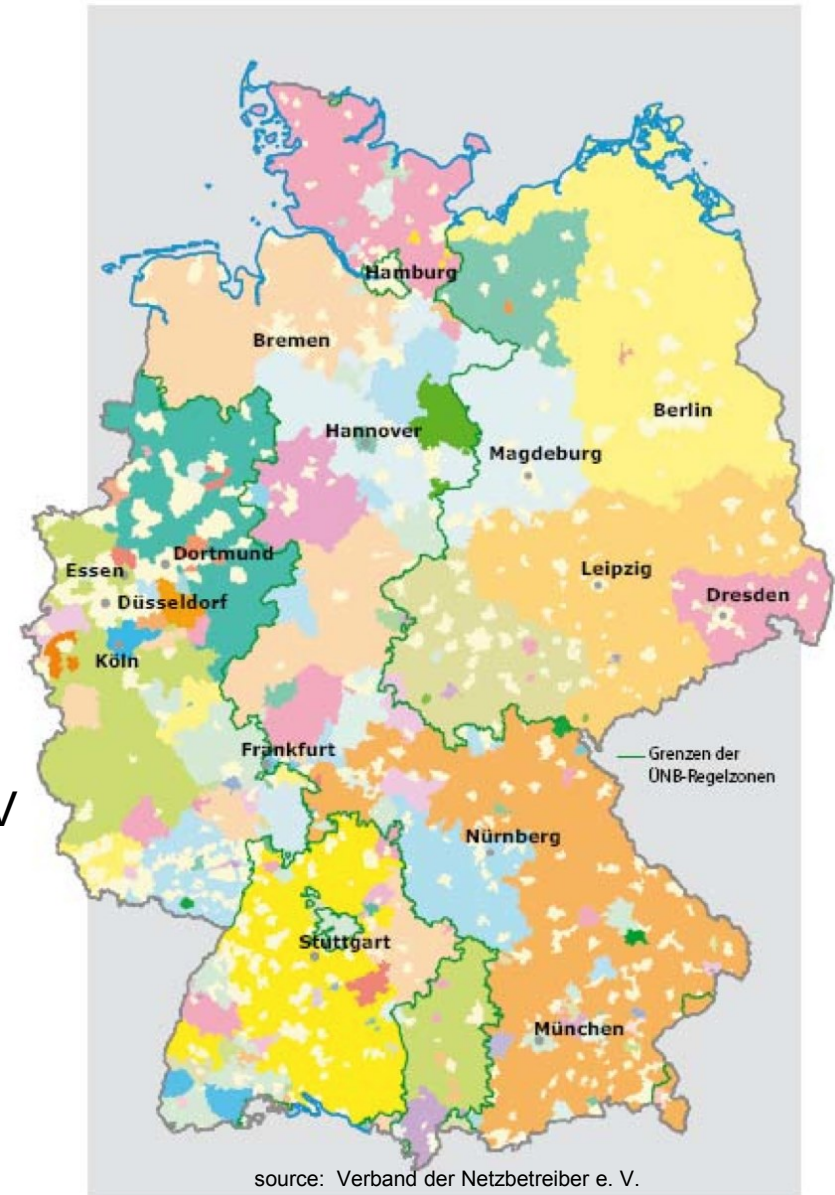 Hamburg
Bremen
Berlin
Hannover
Magdeburg
Dortmund
Essen
Leipzig
Düsseldorf
Dresden
Köln
Frankfurt
Grenzen der
ÜNB-Regelzonen
V
Nürnberg
Stuttgart
München
source: Verband der Netzbetreiber e. V.